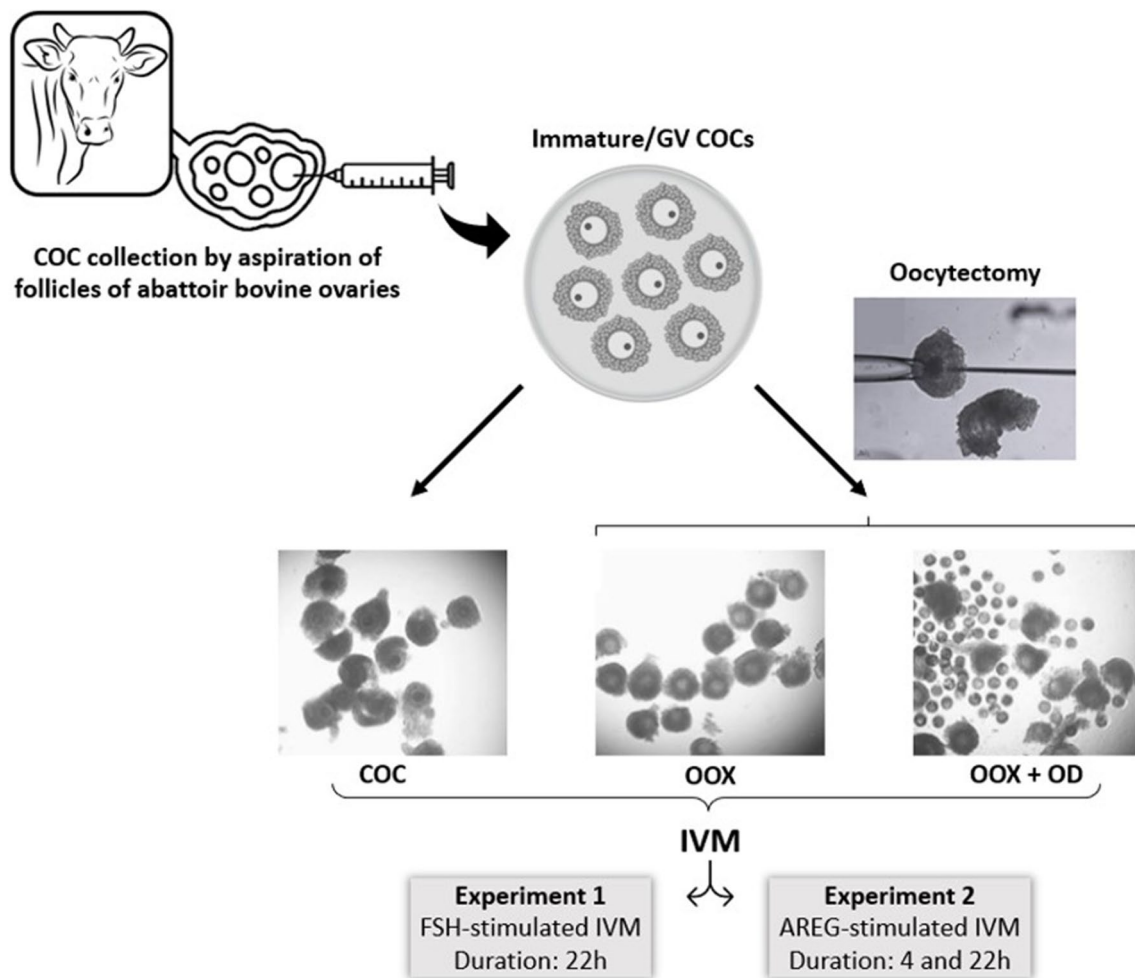 Immature/GV COCs
COC collection by aspiration of
follicles of abattoir bovine ovaries
Oocytectomy
COC
OOX
OOX + OD
IVM
Experiment 1
FSH-stimulated IVM
Duration: 22h
Experiment 2
AREG-stimulated IVM
Duration: 4 and 22h